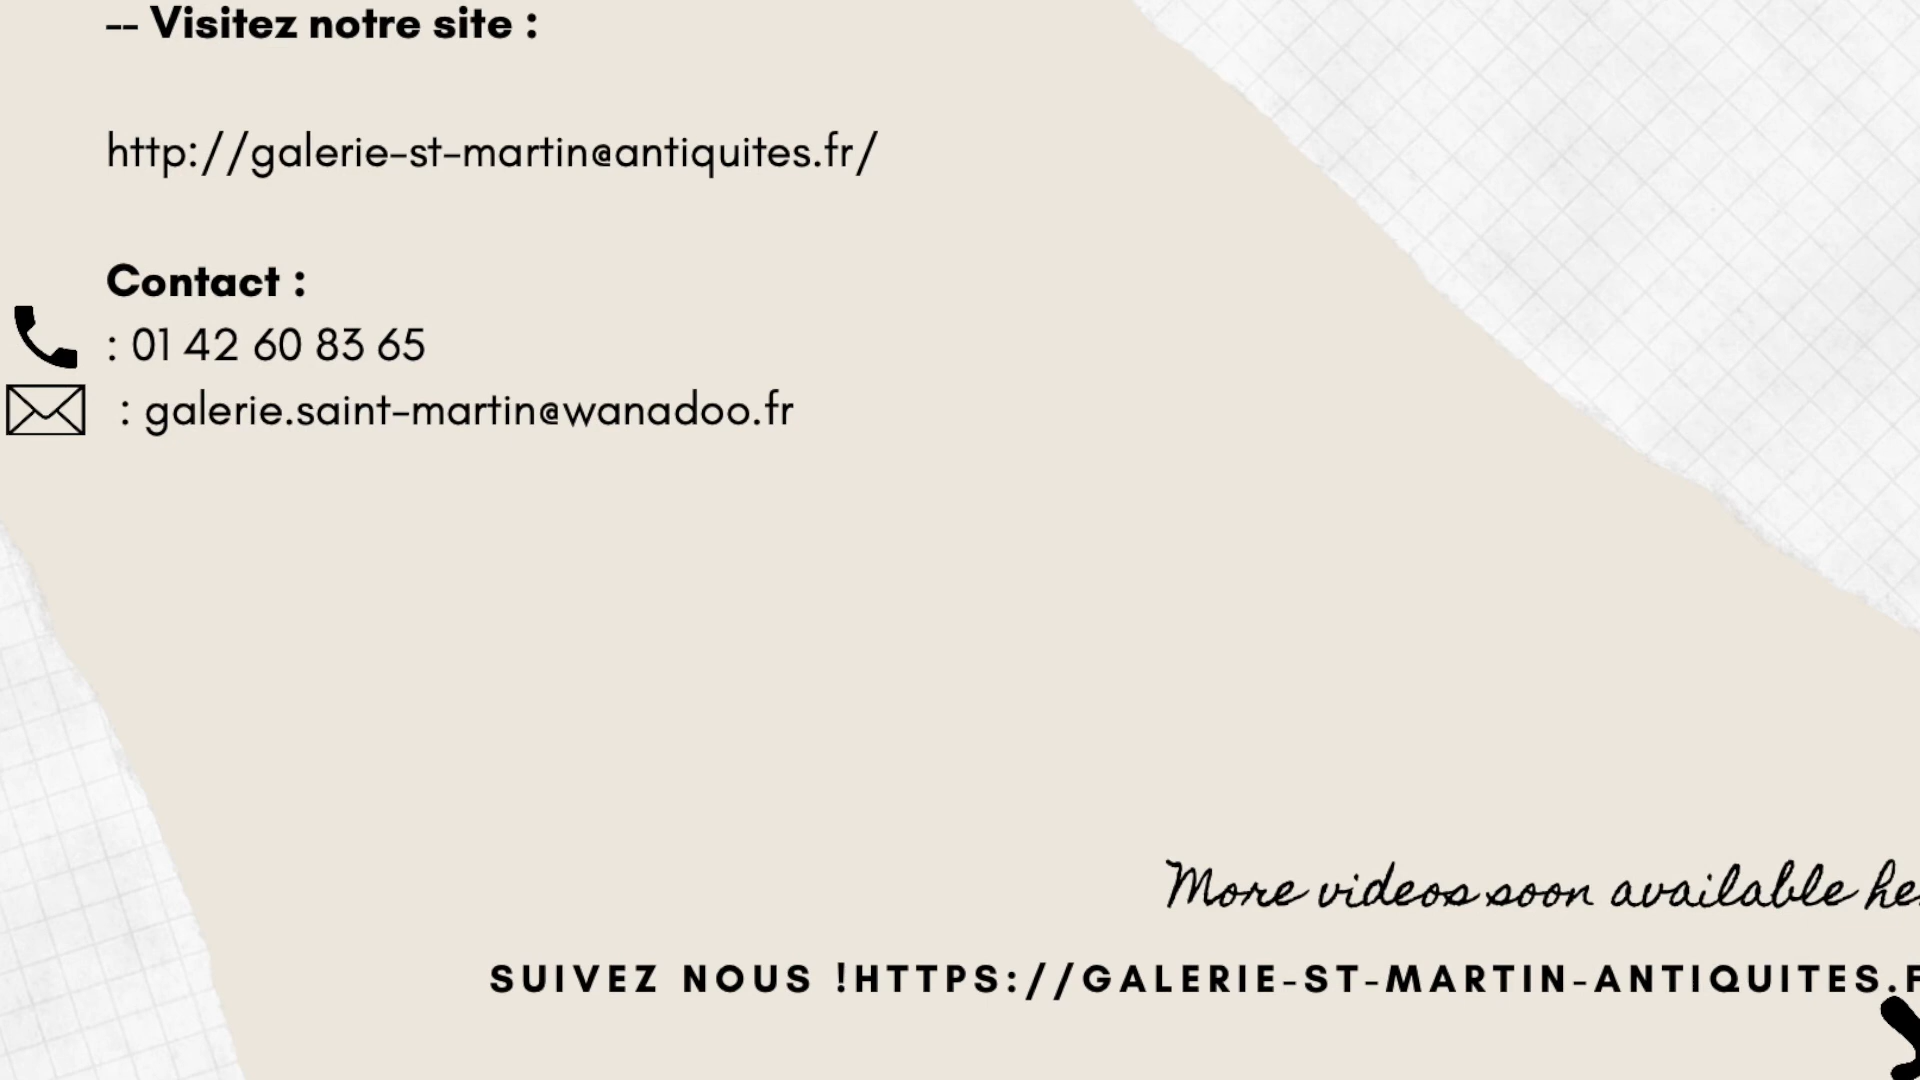 -- Visitez notre site :
http://galerie-st-martin@antiquites.fr/
Contact :
: 01 42 60 83 65
: galerie.saint-martin@wanadoo.fr
More videos soon available
SUIVEZ NOUS !HTTPS://GALERIE-ST-MARTIN-ANTIQUITES.F